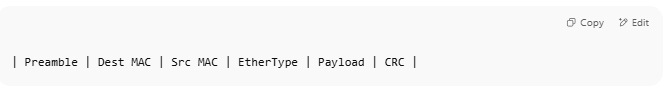 Copy Edit
| Preamble | Dest MAC | Src MAC | EtherType | Payload | CRC |